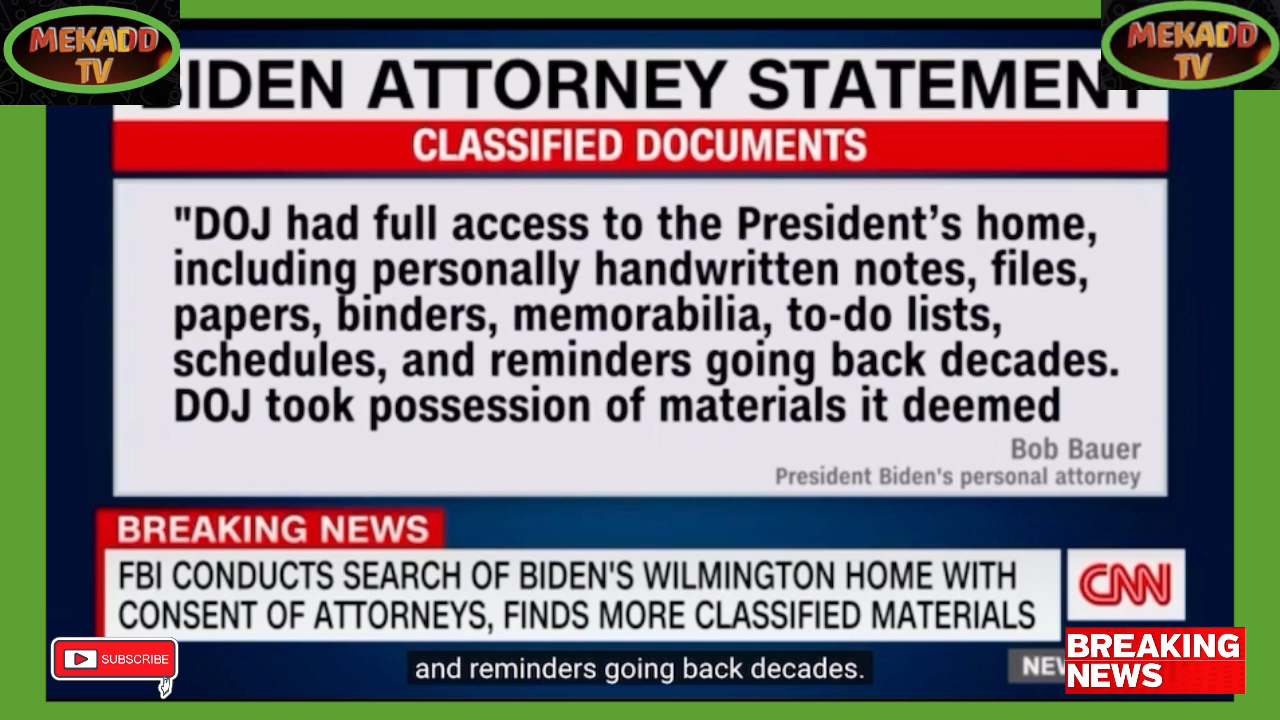 MEKADD
TV
MEKADD
TV
IDEN ATTORNEY STATEMENT
CLASSIFIED DOCUMENTS
"DOJ had full access to the President’s home,
including personally handwritten notes, files,
papers, binders, memorabilia, to-do lists,
schedules, and reminders going back decades.
DOJ took possession of materials it deemed
Bob Bauer
President Biden's personal attorney
BREAKING NEWS
FBI CONDUCTS SEARCH OF BIDEN'S WILMINGTON HOME WITH
CONSENT OF ATTORNEYS, FINDS MORE CLASSIFIED MATERIALS
CNN
SUBSCRIBE
and reminders going back decades.
BREAKING
NEWS